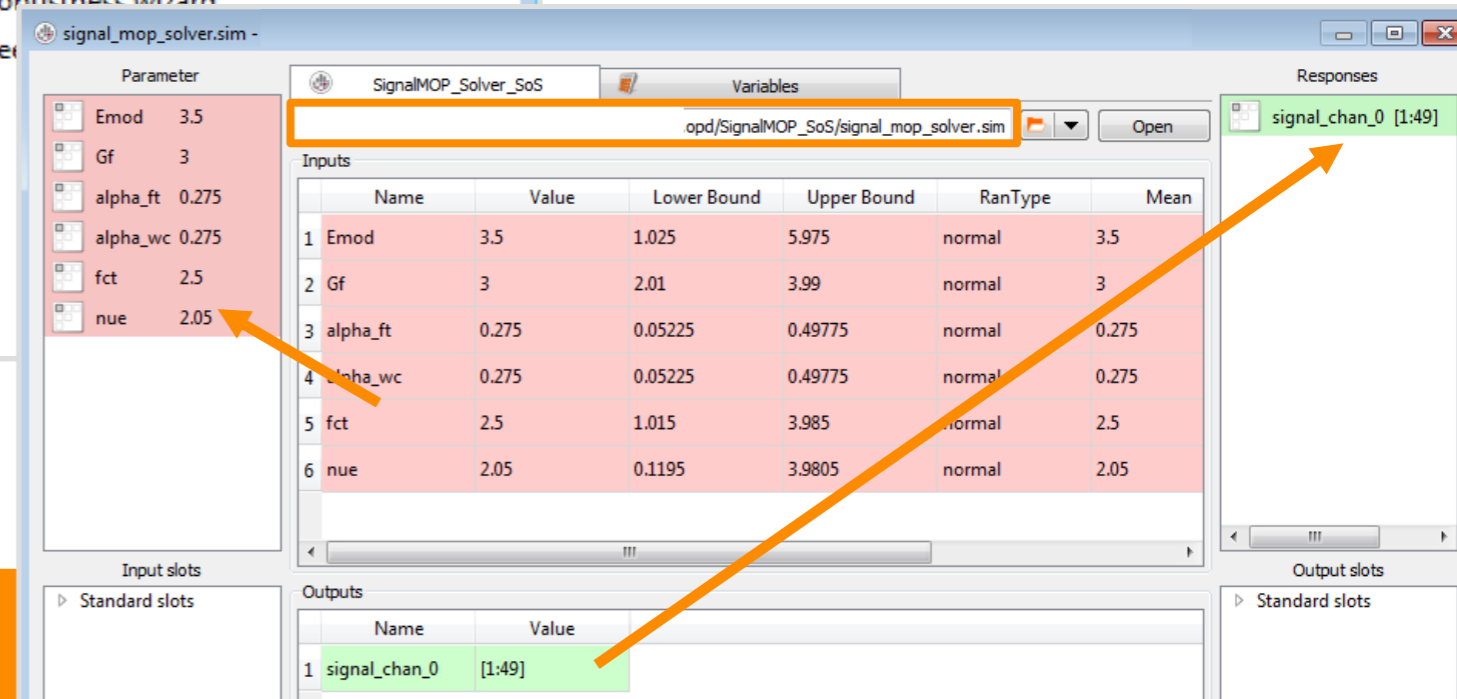 signal_mop_solver.sim -
Parameter
Emod 3.5
Gf 3
alpha_ft 0.275
alpha_wc 0.275
fct 2.5
nue 2.05
SignalMOP_Solver_SoS Variables
.opd/SignalMOP_SoS/signal_mop_solver.sim Open
Inputs
Name Value Lower Bound Upper Bound RanType Mean
1 Emod 3.5 1.025 5.975 normal 3.5
2 Gf 3 2.01 3.99 normal 3
3 alpha_ft 0.275 0.05225 0.49775 normal 0.275
4 alpha_wc 0.275 0.05225 0.49775 normal 0.275
5 fct 2.5 1.015 3.985 normal 2.5
6 nue 2.05 0.1195 3.9805 normal 2.05
Responses
signal_chan_0 [1:49]
Input slots
Standard slots
Outputs
Name Value
1 signal_chan_0 [1:49]
Output slots
Standard slots